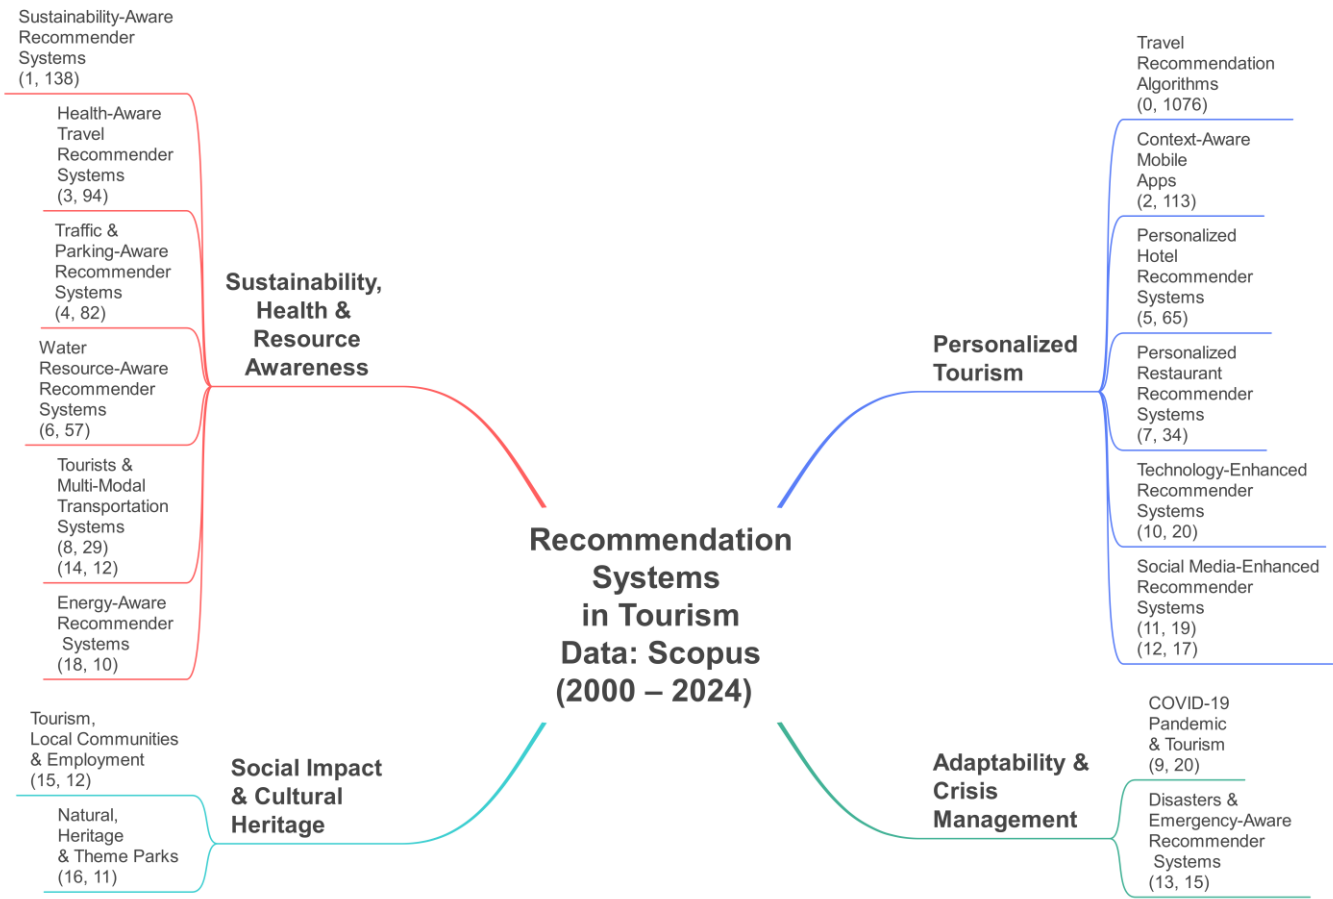 Sustainability-Aware
Recommender
Systems
(1, 138)
Health-Aware
Travel
Recommender
Systems
(3, 94)
Traffic &
Parking-Aware
Recommender
Systems
(4, 82)
Water
Resource-Aware
Recommender
Systems
(6, 57)
Tourists &
Multi-Modal
Transportation
Systems
(8, 29)
(14, 12)
Energy-Aware
Recommender
Systems
(18, 10)
Sustainability,
Health &
Resource
Awareness
Tourism,
Local Communities
& Employment
(15, 12)
Natural,
Heritage
& Theme Parks
(16, 11)
Social Impact
& Cultural
Heritage
Recommendation
Systems
in Tourism
Data: Scopus
(2000 – 2024)
Personalized
Tourism
Travel
Recommendation
Algorithms
(0, 1076)
Context-Aware
Mobile
Apps
(2, 113)
Personalized
Hotel
Recommender
Systems
(5, 65)
Personalized
Restaurant
Recommender
Systems
(7, 34)
Technology-Enhanced
Recommender
Systems
(10, 20)
Social Media-Enhanced
Recommender
Systems
(11, 19)
(12, 17)
Adaptability &
Crisis
Management
COVID-19
Pandemic
& Tourism
(9, 20)
Disasters &
Emergency-Aware
Recommender
Systems
(13, 15)